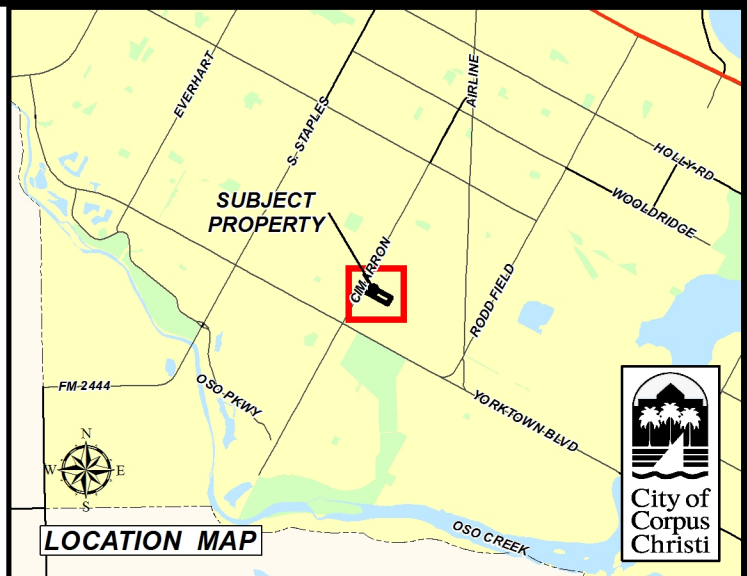 EVERHART
S. STAPLES
AIRLINE
HOLLY RD
WOOLDRIDGE
SUBJECT
PROPERTY
CIMARRON
RODD FIELD
FM 2444
OSO PKWY
YORKTOWN BLVD
N
W
E
S
City of
Corpus
Christi
OSO CREEK
LOCATION MAP